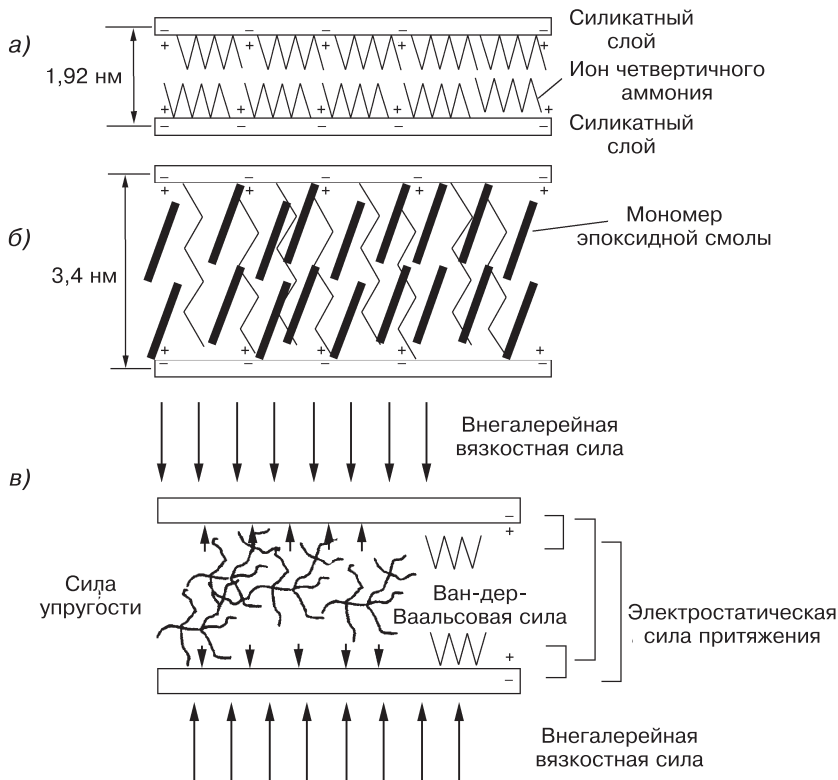 Силикатный
слой
а)
1,92 нм
Ион четвертичного
аммония
Силикатный
слой
б)
3,4 нм
Мономер
эпоксидной смолы
Внегалерейная
вязкостная сила
в)
Сила
упругости
Ван-дер-
Ваальсовая сила
Электростатическая
сила притяжения
Внегалерейная
вязкостная сила